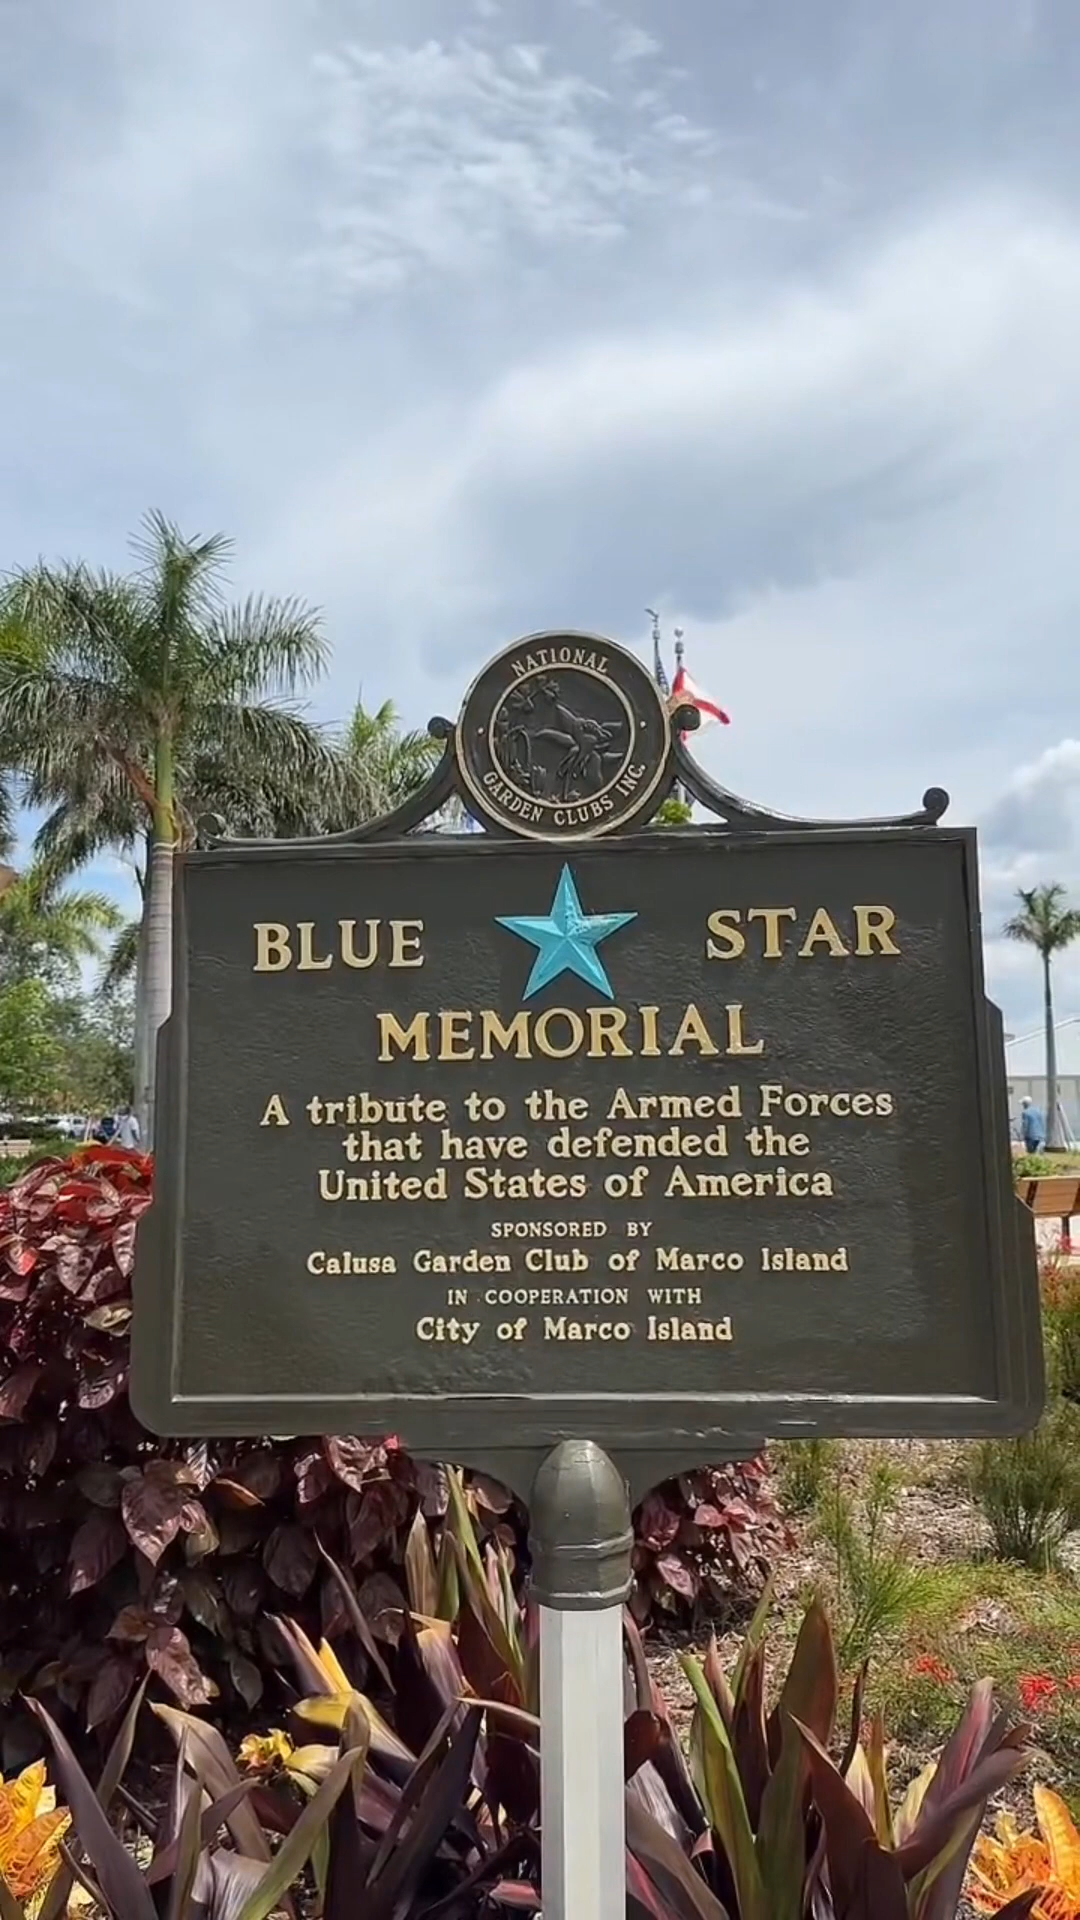 NATIONAL
GARDEN CLUBS INC.
BLUE STAR
MEMORIAL
A tribute to the Armed Forces
that have defended the
United States of America
SPONSORED BY
Calusa Garden Club of Marco Island
IN COOPERATION WITH
City of Marco Island